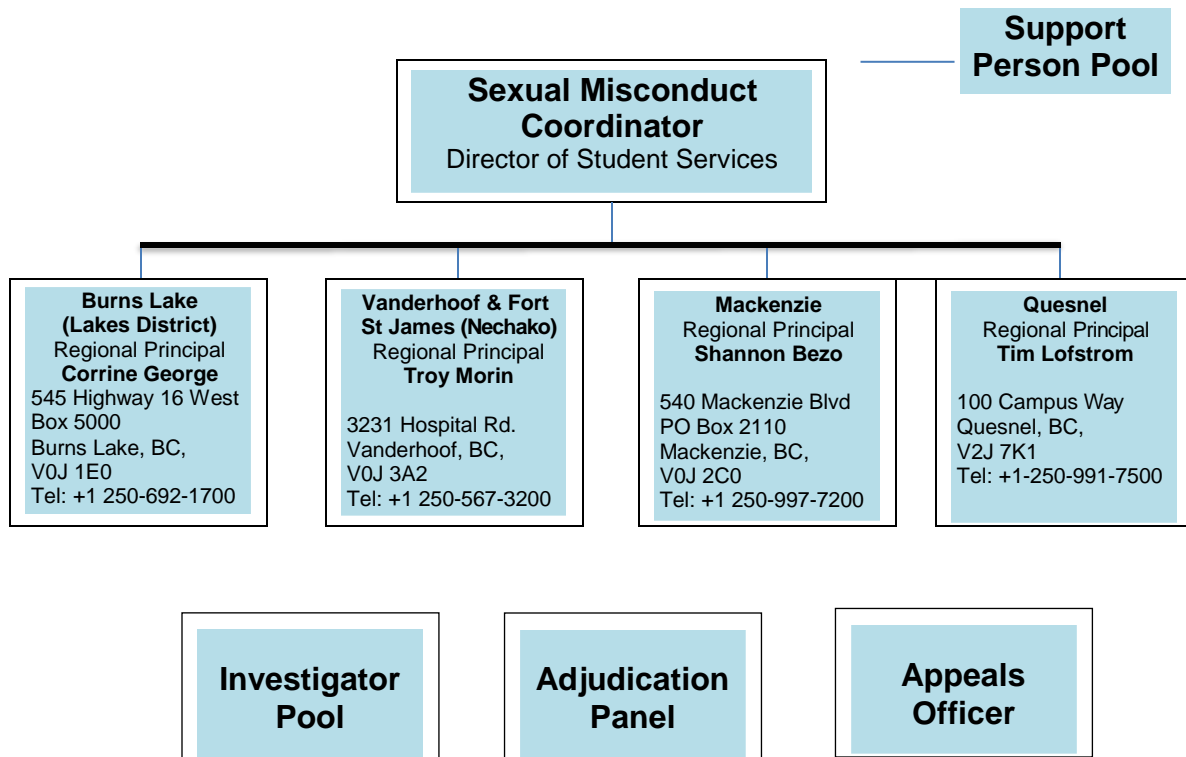 Support
Person Pool
Sexual Misconduct
Coordinator
Director of Student Services
Burns Lake
(Lakes District)
Regional Principal
Corrine George
545 Highway 16 West
Box 5000
Burns Lake, BC,
V0J 1E0
Tel: +1 250-692-1700
Vanderhoof & Fort
St James (Nechako)
Regional Principal
Troy Morin
3231 Hospital Rd.
Vanderhoof, BC,
V0J 3A2
Tel: +1 250-567-3200
Mackenzie
Regional Principal
Shannon Bezo
540 Mackenzie Blvd
PO Box 2110
Mackenzie, BC,
V0J 2C0
Tel: +1 250-997-7200
Quesnel
Regional Principal
Tim Lofstrom
100 Campus Way
Quesnel, BC,
V2J 7K1
Tel: +1-250-991-7500
Investigator
Pool
Adjudication
Panel
Appeals
Officer